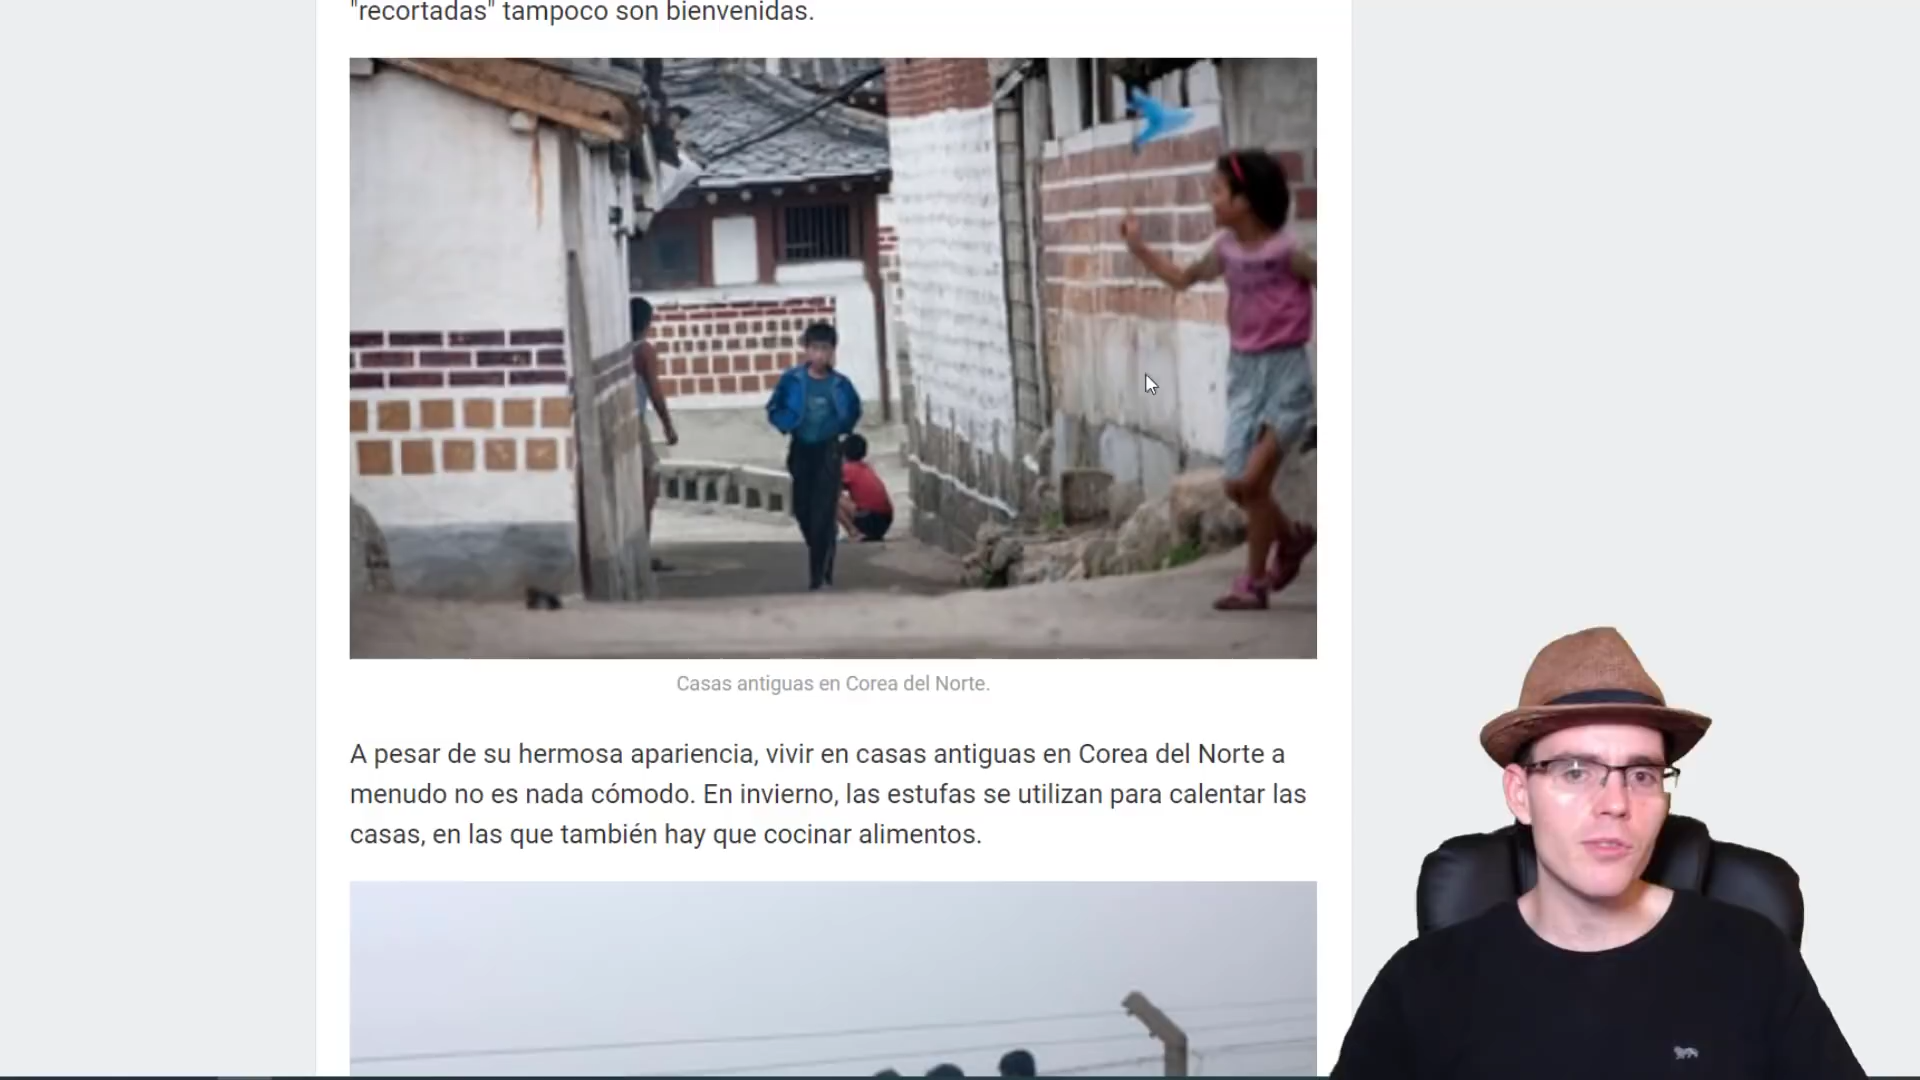 "recortadas" tampoco son bienvenidas.
Casas antiguas en Corea del Norte.
A pesar de su hermosa apariencia, vivir en casas antiguas en Corea del Norte a
menudo no es nada cómodo. En invierno, las estufas se utilizan para calentar las
casas, en las que también hay que cocinar alimentos.